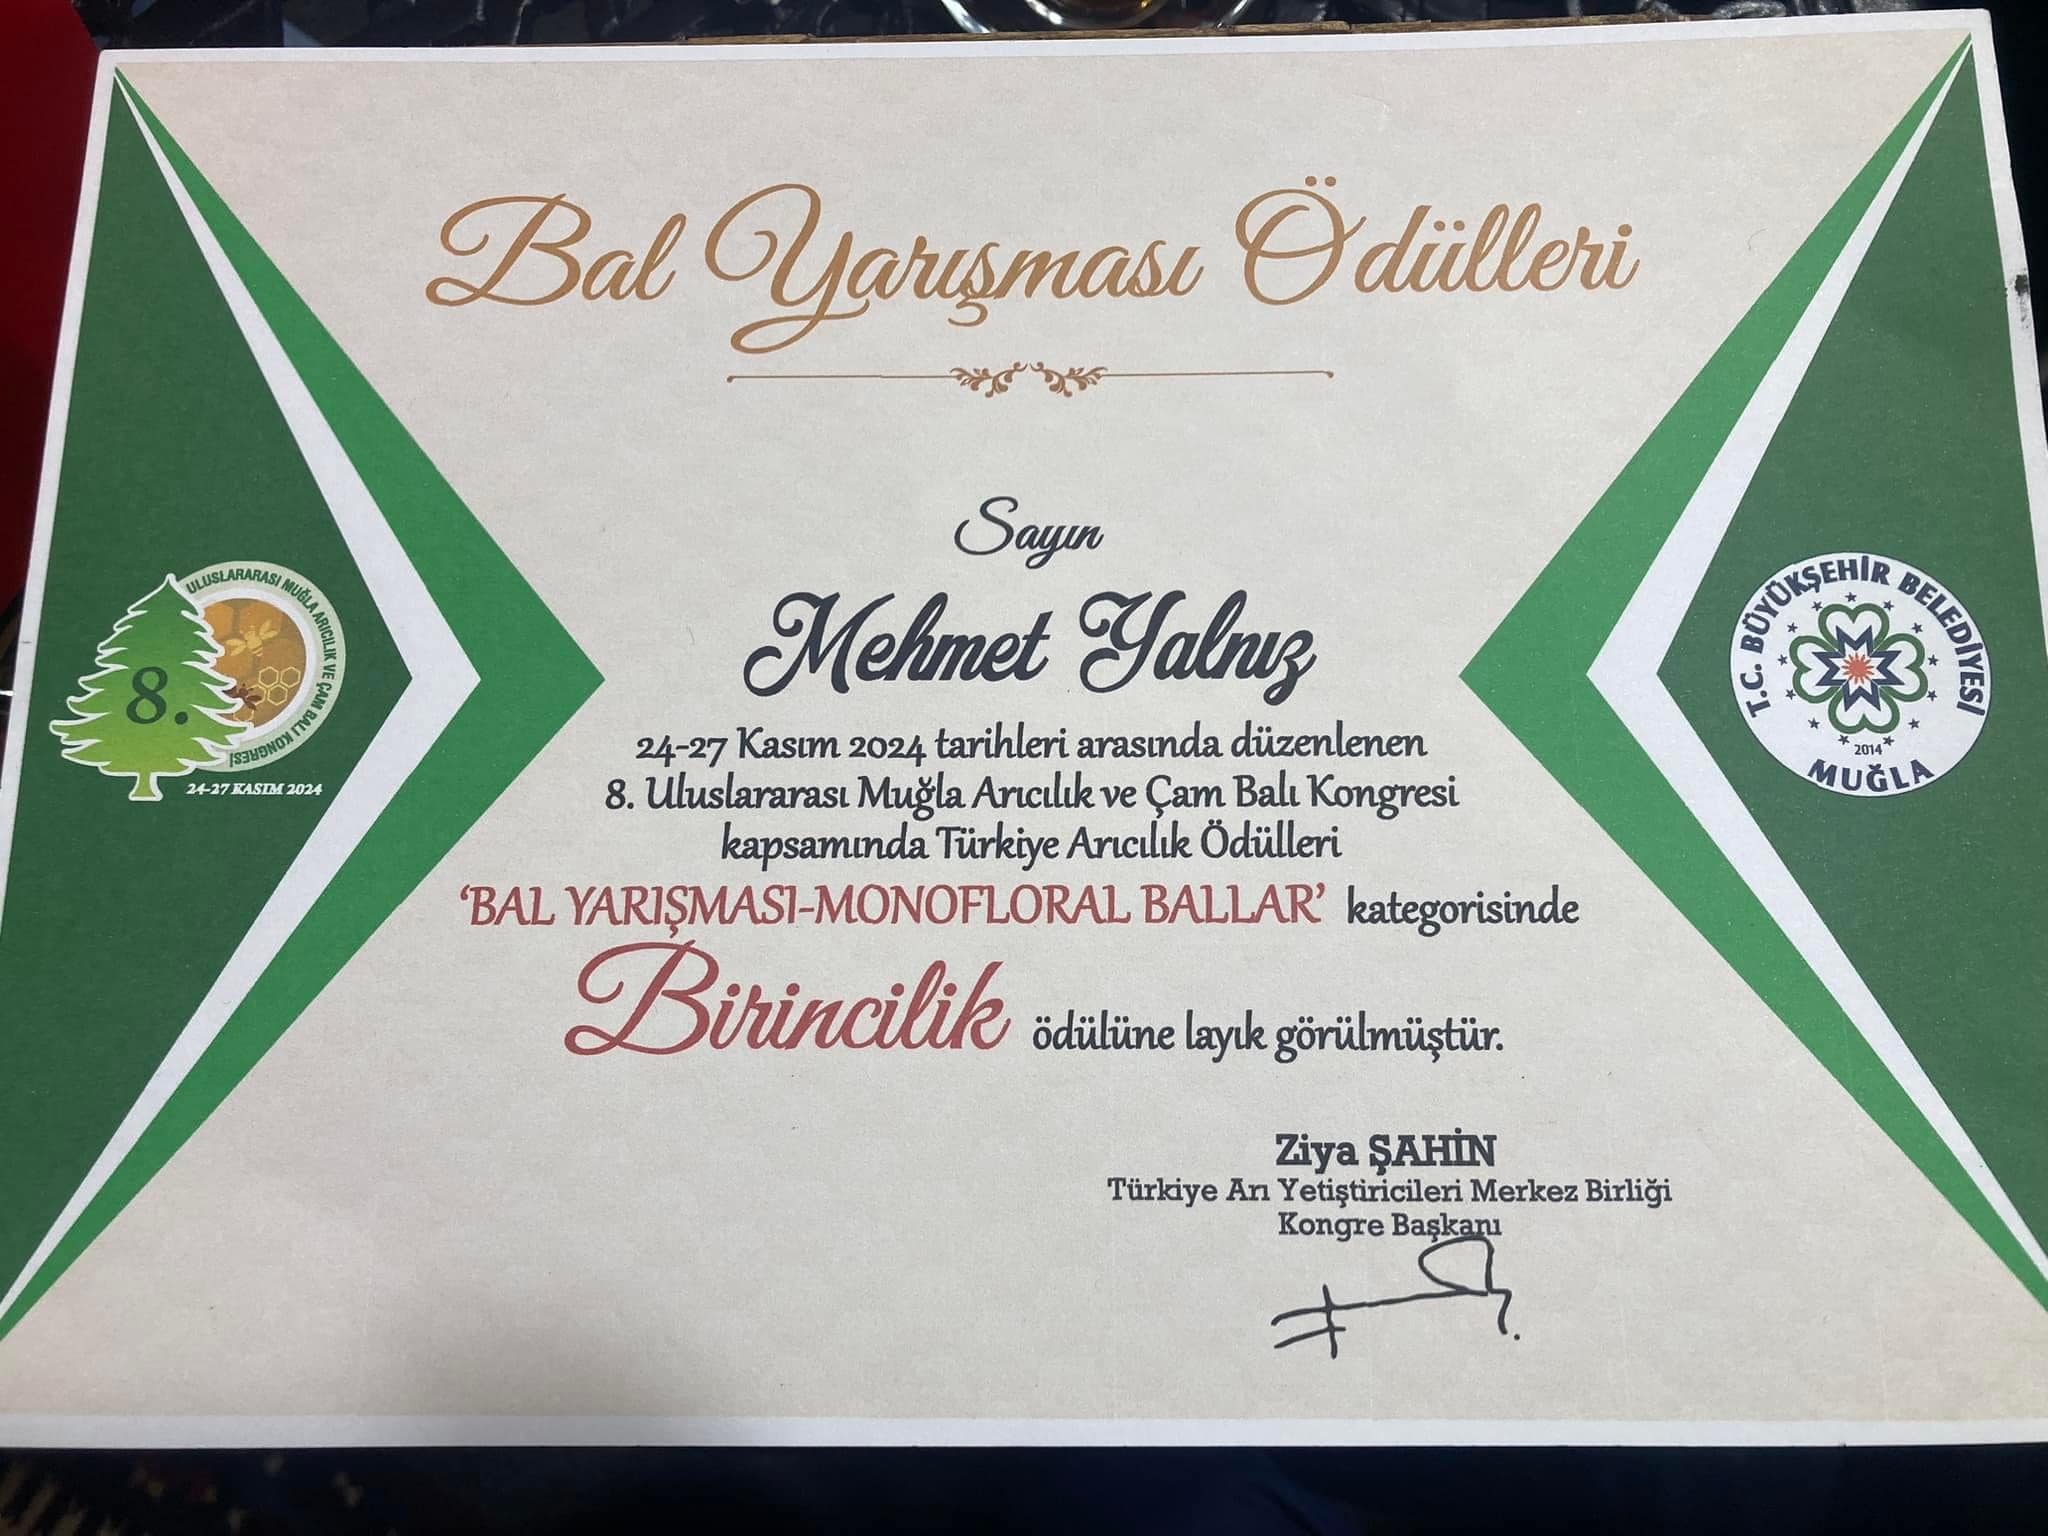 Bal Yarışması Ödülleri
Sayın
Mehmet Yalnız
24-27 Kasım 2024 tarihleri arasında düzenlenen
8. Uluslararası Muğla Arıcılık ve Çam Balı Kongresi
kapsamında Türkiye Arıcılık Ödülleri
‘BAL YARIŞMASI-MONOFLORAL BALLAR’ kategorisinde
Birincilik ödülüne layık görülmüştür.
ULUSLARARASI MUĞLA ARICILIK VE ÇAM BALI KONGRESİ
8.
24-27 KASIM 2024
T.C. BÜYÜKŞEHİR BELEDİYESİ
2014
MUĞLA
Ziya ŞAHİN
Türkiye Arı Yetiştiricileri Merkez Birliği
Kongre Başkanı